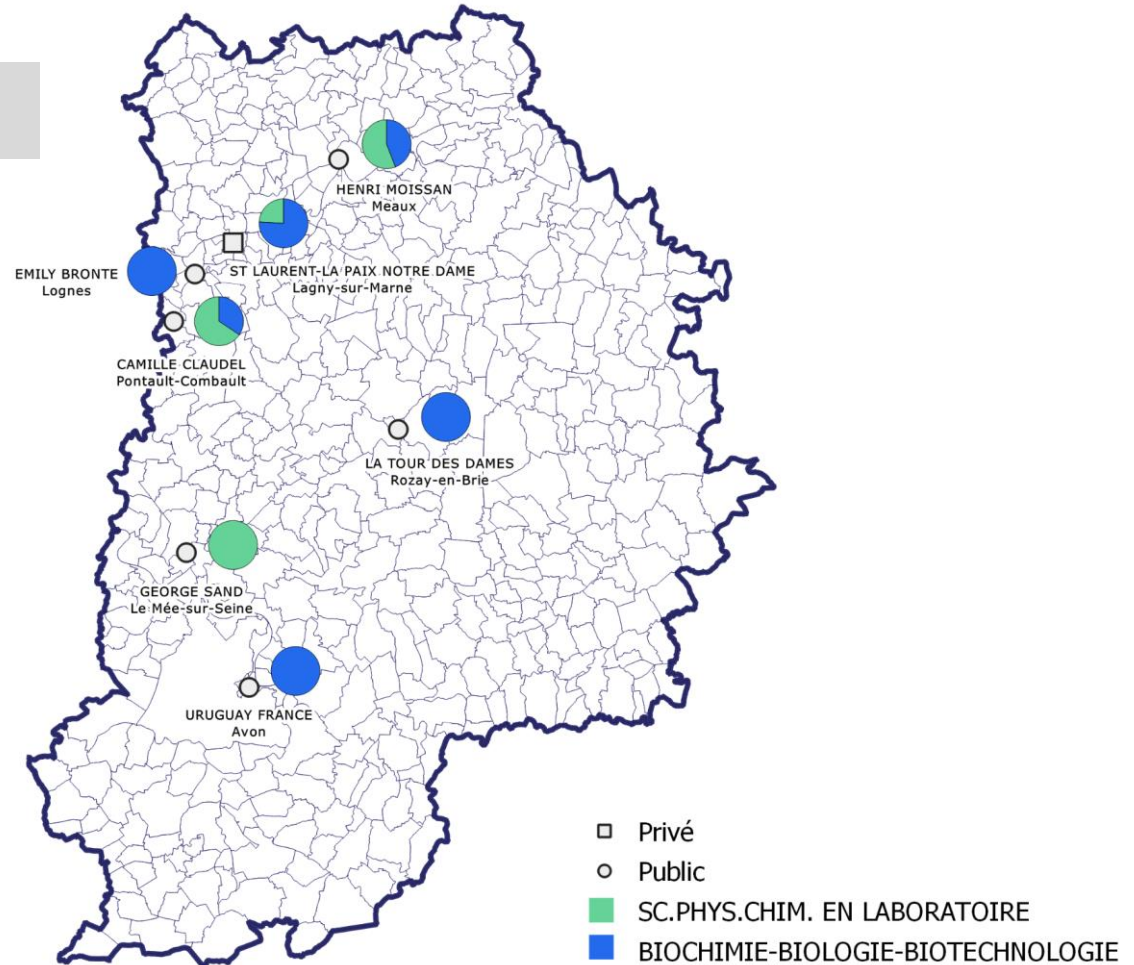 HENRI MOISSAN
Meaux
EMILY BRONTE
Lognes
ST LAURENT-LA PAIX NOTRE DAME
Lagny-sur-Marne
CAMILLE CLAUDEL
Pontault-Combault
LA TOUR DES DAMES
Rozay-en-Brie
GEORGE SAND
Le Mée-sur-Seine
URUGUAY FRANCE
Avon
Privé
Public
SC.PHYS.CHIM. EN LABORATOIRE
BIOCHIMIE-BIOLOGIE-BIOTECHNOLOGIE